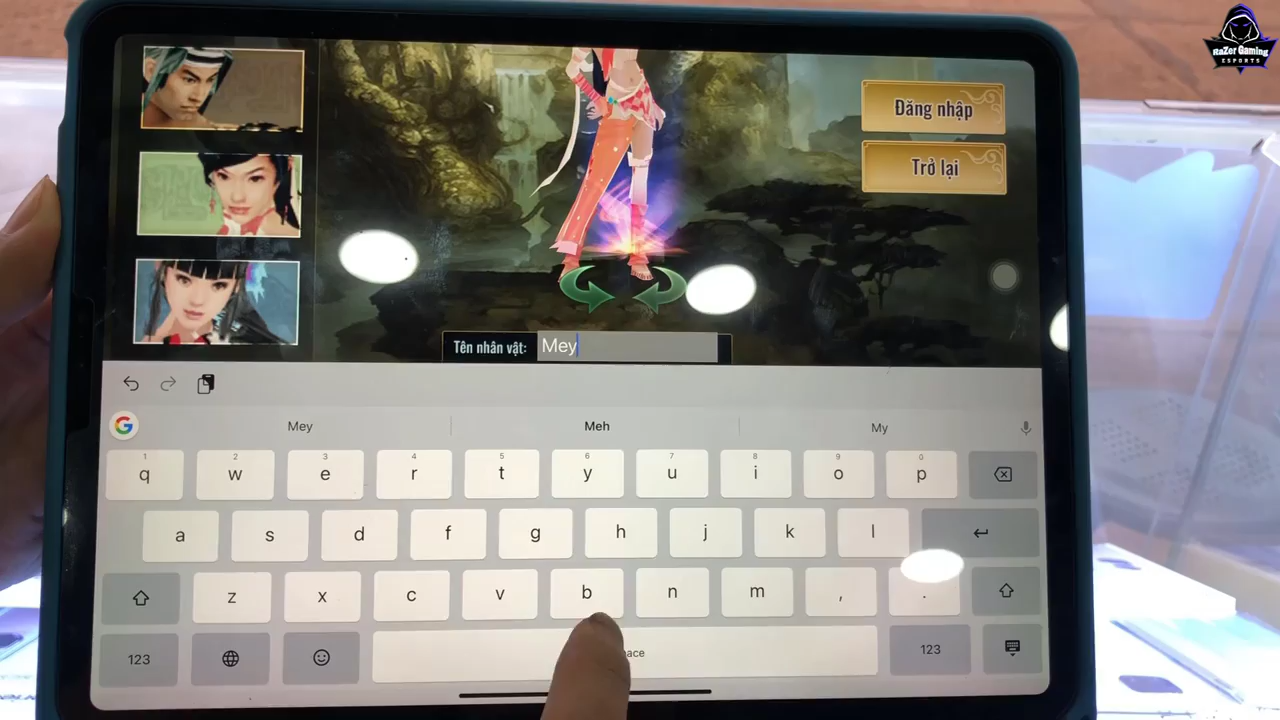 RaZer Gaming
ESPORTS
Đăng nhập
Trở lại
Tên nhân vật: Mey
Mey Meh My
1 2 3 4 5 6 7 8 9 0
q w e r t y u i o p
a s d f g h j k l
z x c v b n m , .
123 123